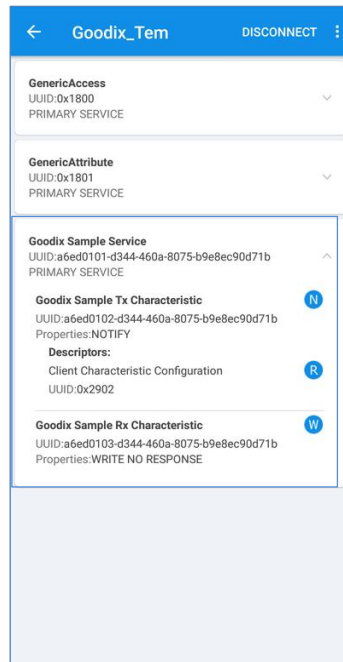 Goodix_Tem
DISCONNECT
GenericAccess
UUID:0x1800
PRIMARY SERVICE
GenericAttribute
UUID:0x1801
PRIMARY SERVICE
Goodix Sample Service
UUID:a6ed0101-d344-460a-8075-b9e8ec90d71b
PRIMARY SERVICE
Goodix Sample Tx Characteristic
N
UUID:a6ed0102-d344-460a-8075-b9e8ec90d71b
Properties:NOTIFY
Descriptors:
Client Characteristic Configuration
R
UUID:0x2902
Goodix Sample Rx Characteristic
W
UUID:a6ed0103-d344-460a-8075-b9e8ec90d71b
Properties:WRITE NO RESPONSE